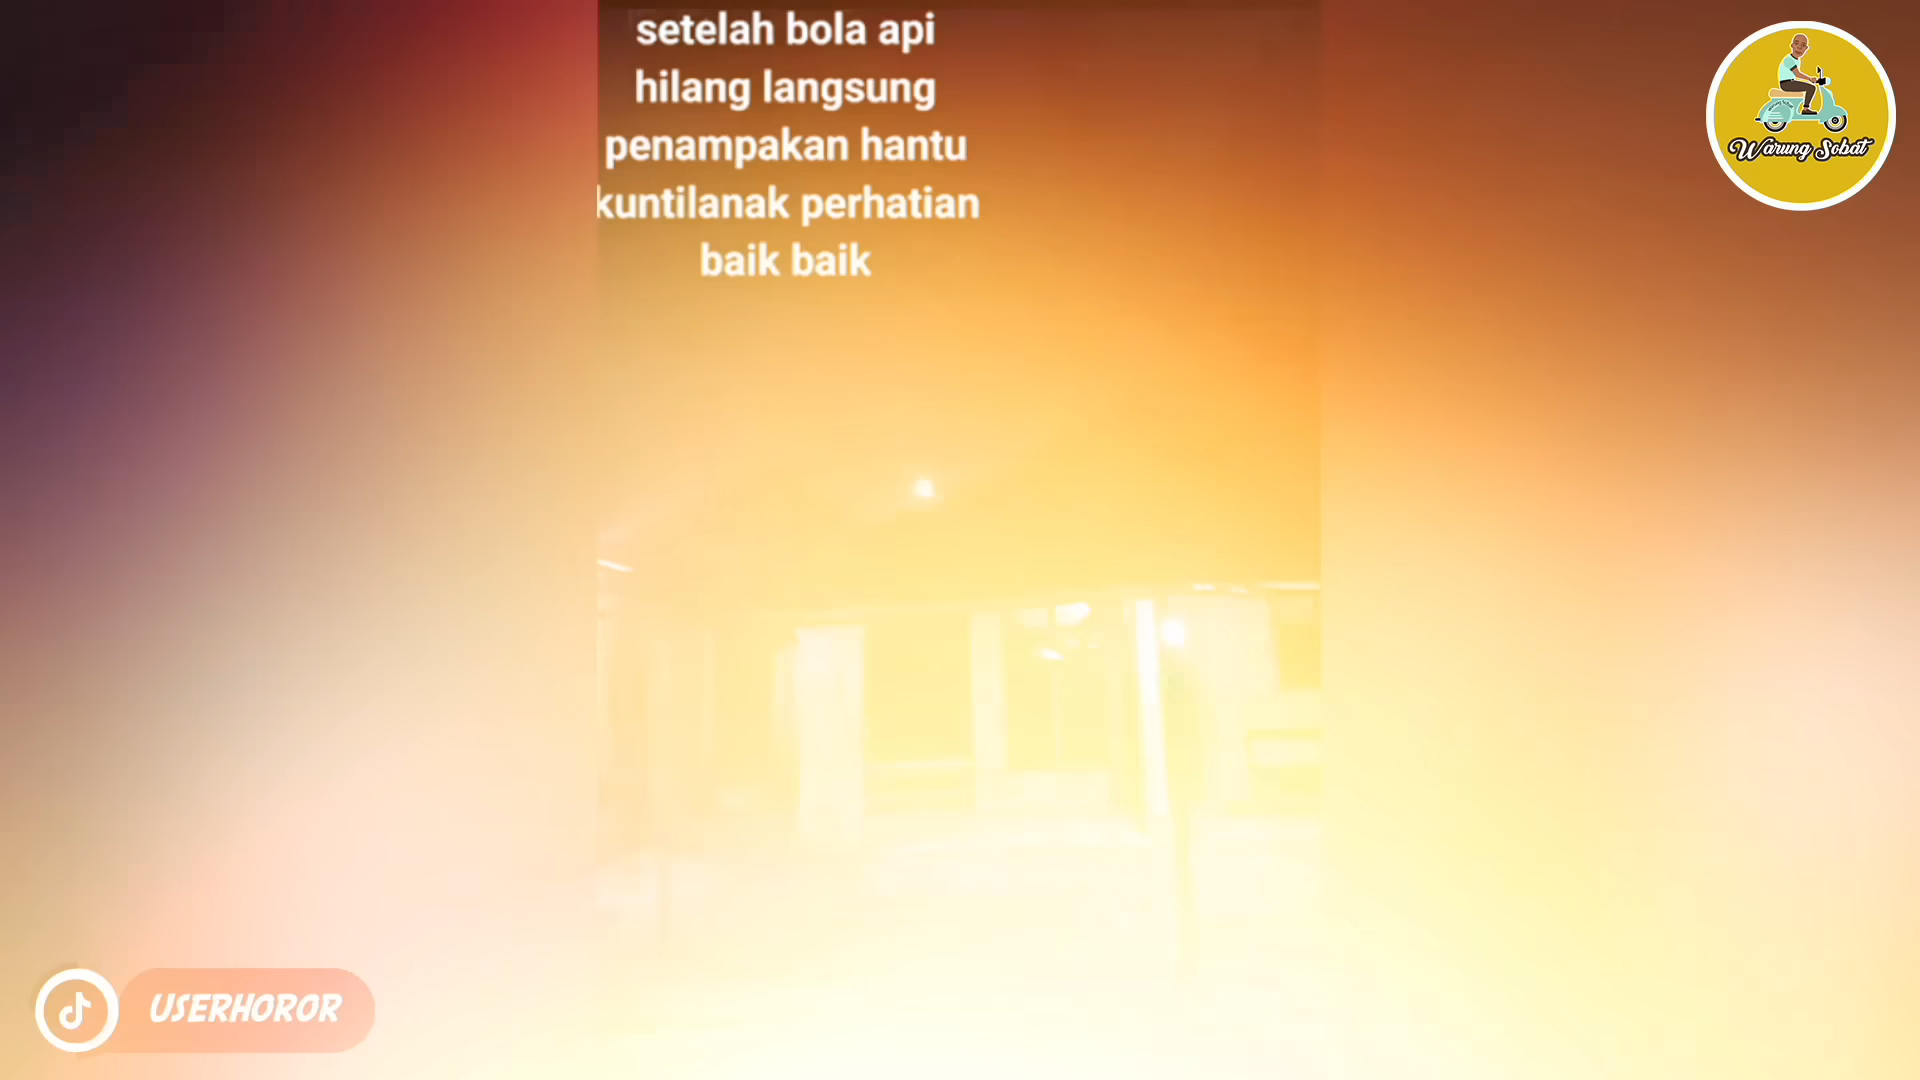 setelah bola api
hilang langsung
penampakan hantu
kuntilanak perhatian
baik baik
Warung Sobat
USERHOROR